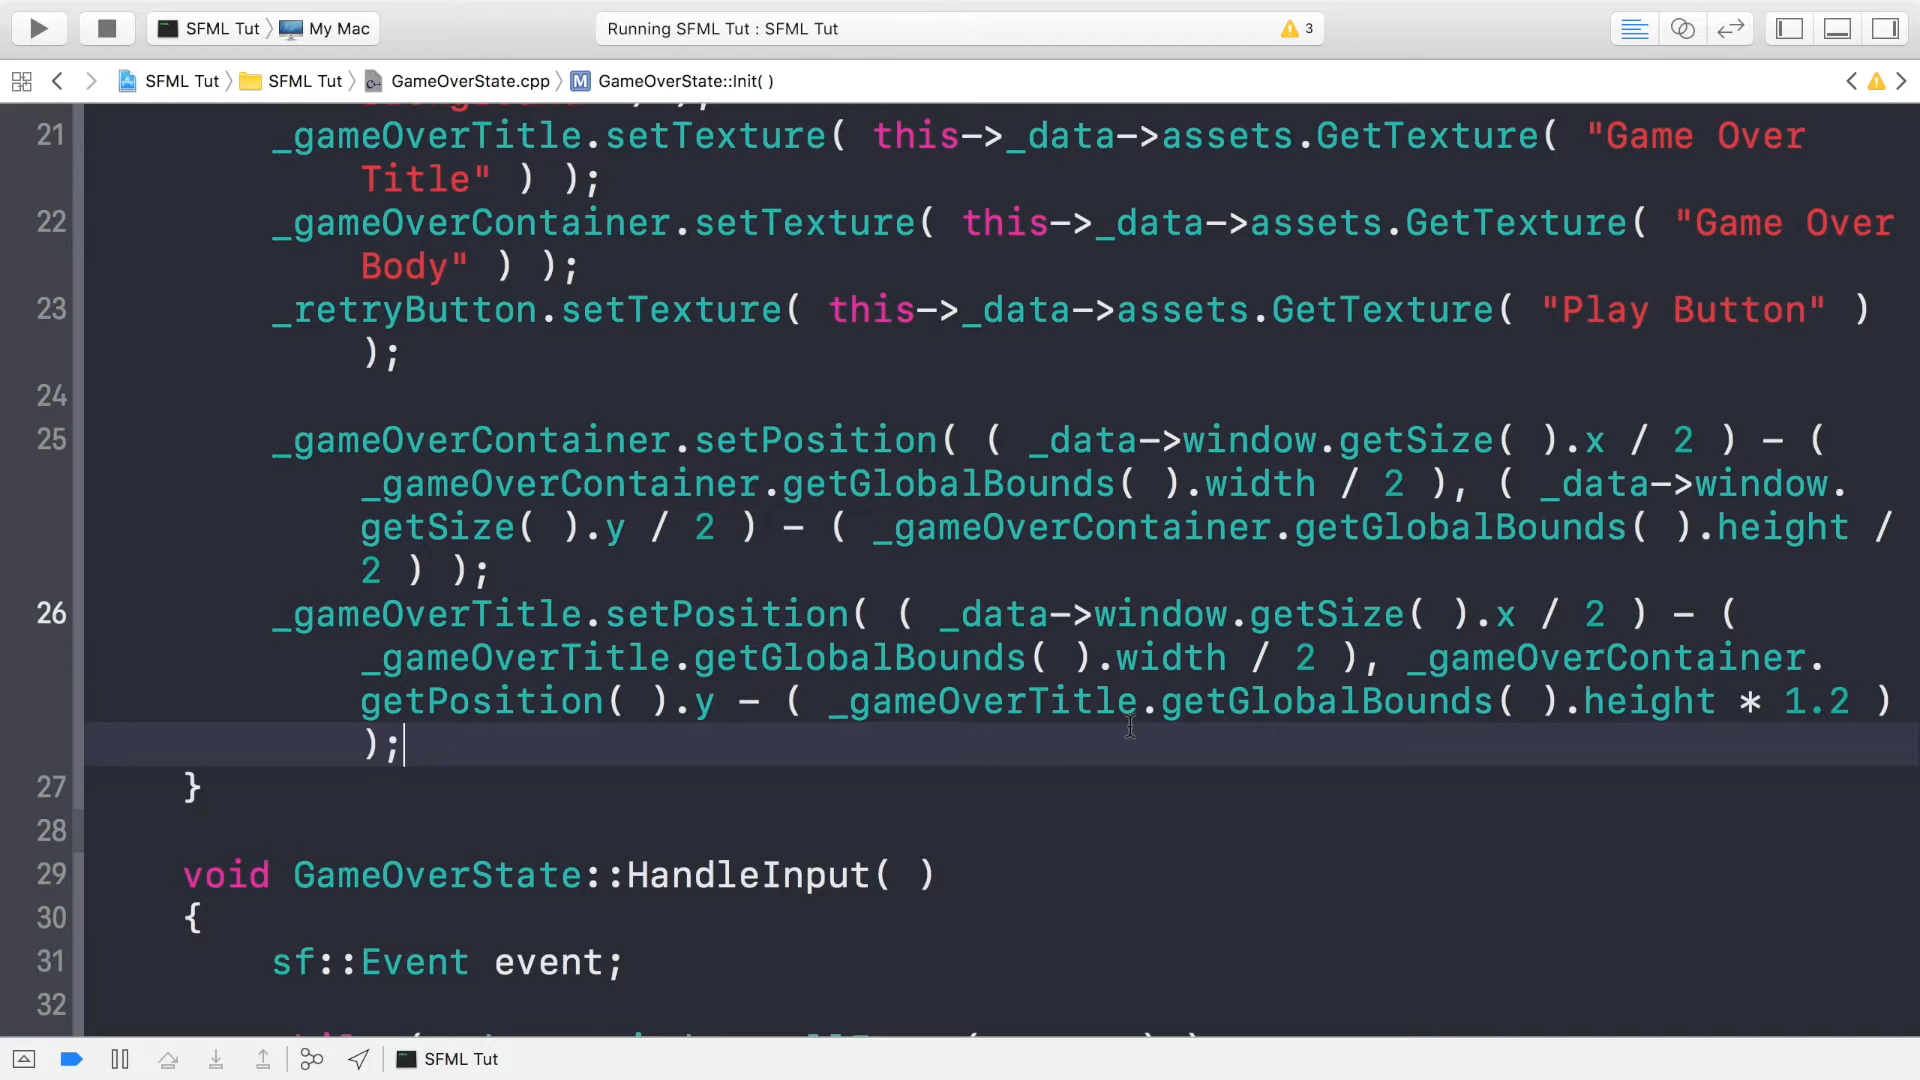 SFML Tut 〉 My Mac
Running SFML Tut : SFML Tut
3
SFML Tut 〉 SFML Tut 〉 GameOverState.cpp 〉 M GameOverState::Init( )
21 _gameOverTitle.setTexture( this->_data->assets.GetTexture( "Game Over
Title" ) );
22 _gameOverContainer.setTexture( this->_data->assets.GetTexture( "Game Over
Body" ) );
23 _retryButton.setTexture( this->_data->assets.GetTexture( "Play Button" )
);
24
25 _gameOverContainer.setPosition( ( _data->window.getSize( ).x / 2 ) - (
_gameOverContainer.getGlobalBounds( ).width / 2 ), ( _data->window.
getSize( ).y / 2 ) - ( _gameOverContainer.getGlobalBounds( ).height /
2 ) );
26 _gameOverTitle.setPosition( ( _data->window.getSize( ).x / 2 ) - (
_gameOverTitle.getGlobalBounds( ).width / 2 ), _gameOverContainer.
getPosition( ).y - ( _gameOverTitle.getGlobalBounds( ).height * 1.2 )
);
27 }
28
29 void GameOverState::HandleInput( )
30 {
31 sf::Event event;
32
SFML Tut